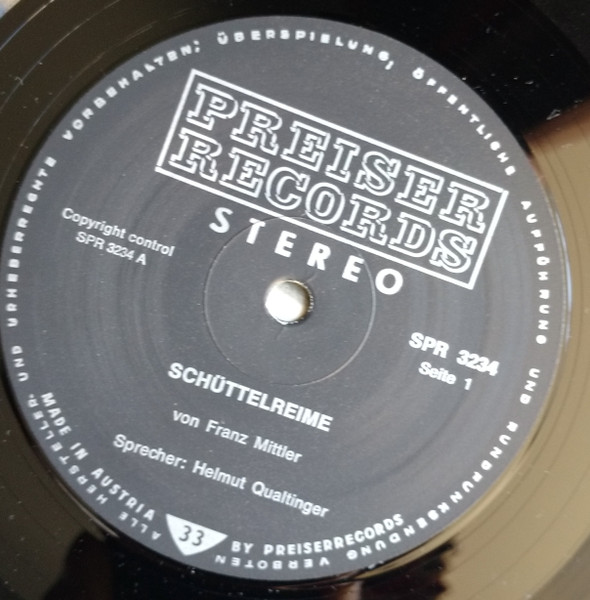 ALLE HERSTELLER- UND URHEBERRECHTE VORBEHALTEN; ÜBERSPIELUNG, ÖFFENTLICHE AUFFÜHRUNG UND RUNDFUNKSENDUNG VERBOTEN
PREISER
RECORDS
STEREO
Copyright control
SPR 3234 A
SPR 3234
Seite 1
SCHÜTTELREIME
von Franz Mittler
Sprecher: Helmut Qualtinger
MADE IN AUSTRIA 33 BY PREISERRECORDS